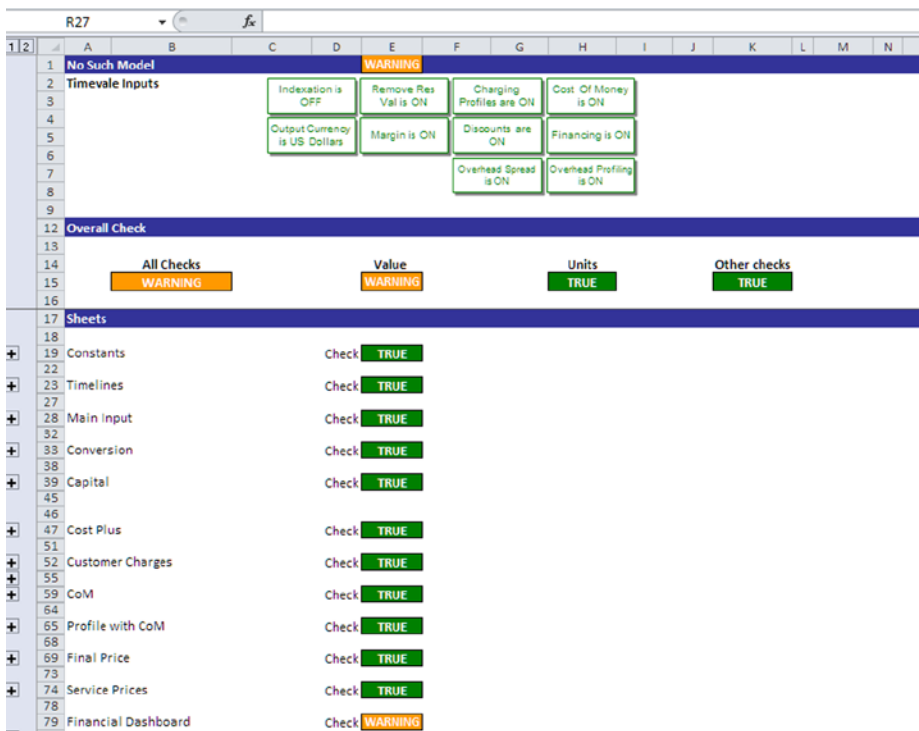 R27 fx
1 2 A B C D E F G H I J K L M N
1 No Such Model WARNING
2 Timevale Inputs
Indexation is OFF
Remove Res Val is ON
Charging Profiles are ON
Cost Of Money is ON
3
4
Output Currency is US Dollars
Margin is ON
Discounts are ON
Financing is ON
5
6
Overhead Spread is ON
Overhead Profiling is ON
7
8
9
12 Overall Check
13
14 All Checks Value Units Other checks
15 WARNING WARNING TRUE TRUE
16
17 Sheets
18
19 Constants Check TRUE
22
23 Timelines Check TRUE
27
28 Main Input Check TRUE
32
33 Conversion Check TRUE
38
39 Capital Check TRUE
45
46
47 Cost Plus Check TRUE
51
52 Customer Charges Check TRUE
55
59 CoM Check TRUE
64
65 Profile with CoM Check TRUE
68
69 Final Price Check TRUE
73
74 Service Prices Check TRUE
78
79 Financial Dashboard Check WARNING